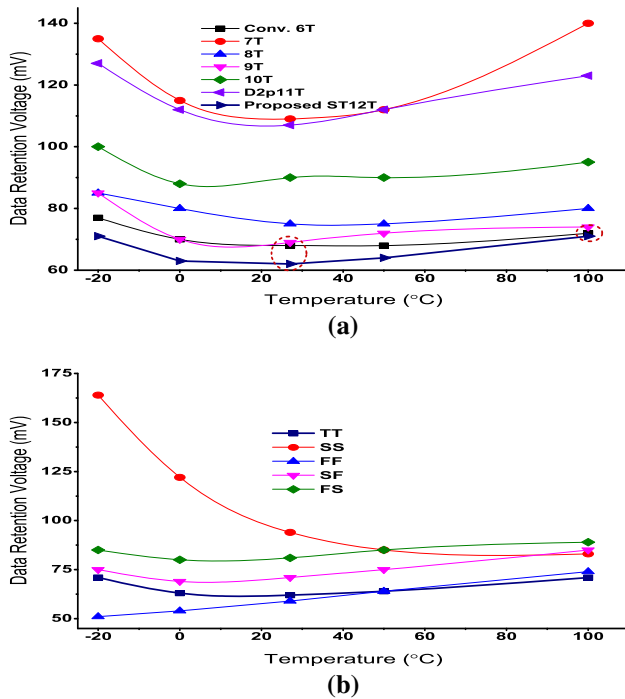 140
120
100
80
60
Data Retention Voltage (mV)
Conv. 6T
7T
8T
9T
10T
D2p11T
Proposed ST12T
-20 0 20 40 60 80 100
Temperature (°C)
(a)
175
150
125
100
75
50
Data Retention Voltage (mV)
TT
SS
FF
SF
FS
-20 0 20 40 60 80 100
Temperature (°C)
(b)